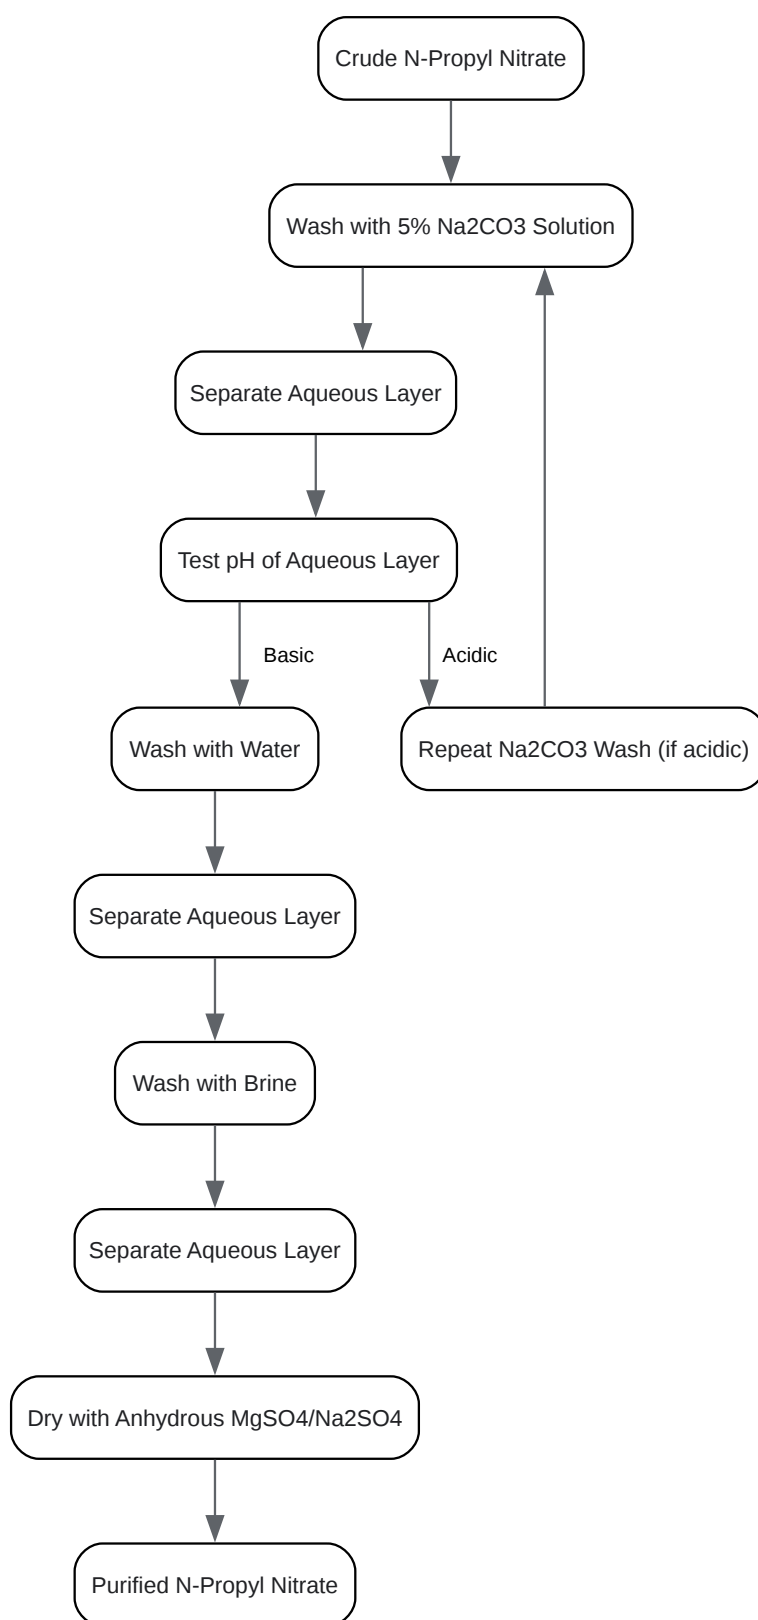 Crude N-Propyl Nitrate
Wash with 5% Na2CO3 Solution
Separate Aqueous Layer
Test pH of Aqueous Layer
Basic
Acidic
Wash with Water
Repeat Na2CO3 Wash (if acidic)
Separate Aqueous Layer
Wash with Brine
Separate Aqueous Layer
Dry with Anhydrous MgSO4/Na2SO4
Purified N-Propyl Nitrate